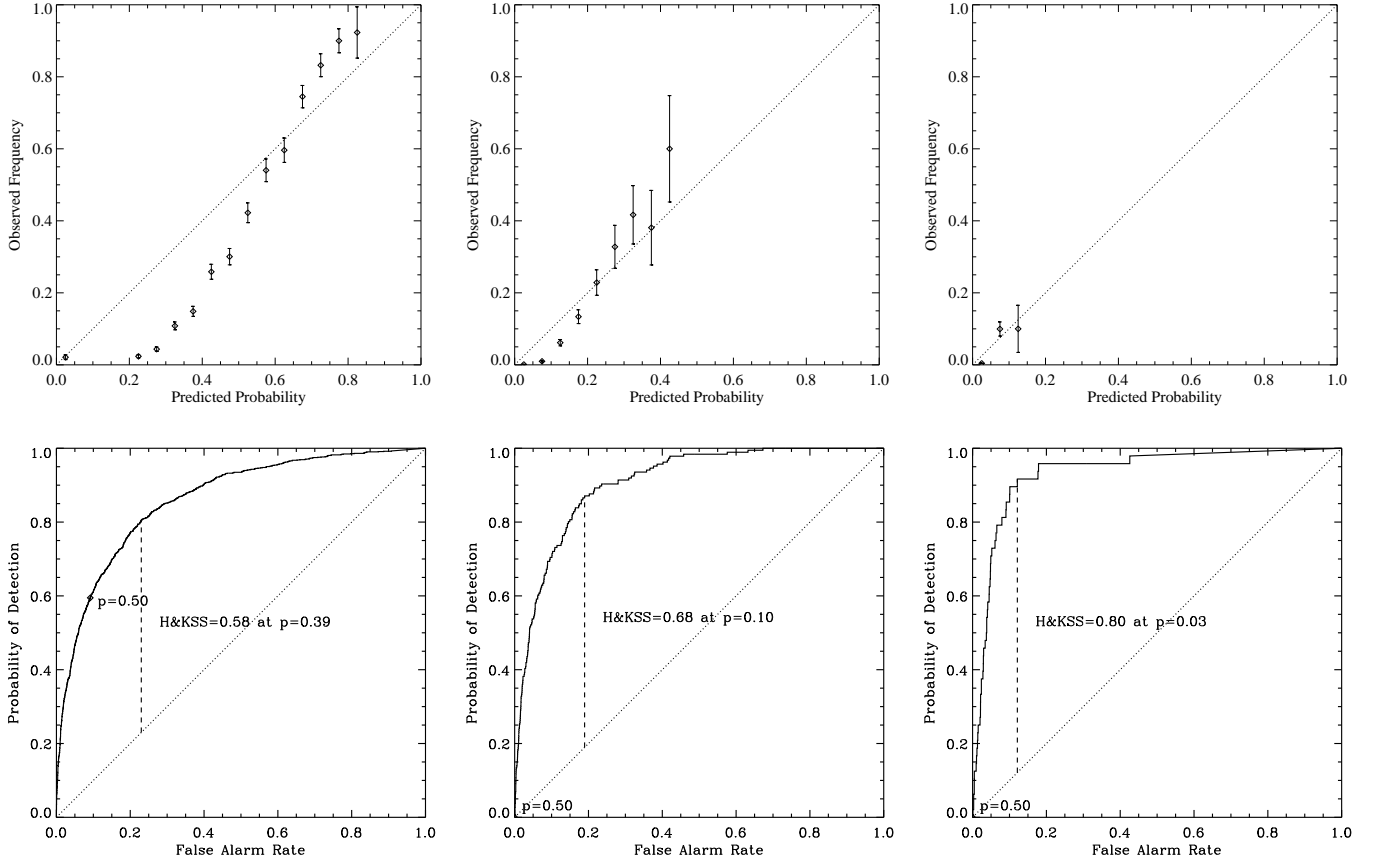 1.0
0.8
0.6
0.4
0.2
0.0
Observed Frequency
0.0 0.2 0.4 0.6 0.8 1.0
Predicted Probability
1.0
0.8
0.6
0.4
0.2
0.0
Observed Frequency
0.0 0.2 0.4 0.6 0.8 1.0
Predicted Probability
1.0
0.8
0.6
0.4
0.2
0.0
Observed Frequency
0.0 0.2 0.4 0.6 0.8 1.0
Predicted Probability
1.0
0.8
0.6
0.4
0.2
0.0
Probability of Detection
p=0.50
H&KSS=0.58 at p=0.39
0.0 0.2 0.4 0.6 0.8 1.0
False Alarm Rate
1.0
0.8
0.6
0.4
0.2
0.0
Probability of Detection
H&KSS=0.68 at p=0.10
p=0.50
0.0 0.2 0.4 0.6 0.8 1.0
False Alarm Rate
1.0
0.8
0.6
0.4
0.2
0.0
Probability of Detection
H&KSS=0.80 at p=0.03
p=0.50
0.0 0.2 0.4 0.6 0.8 1.0
False Alarm Rate